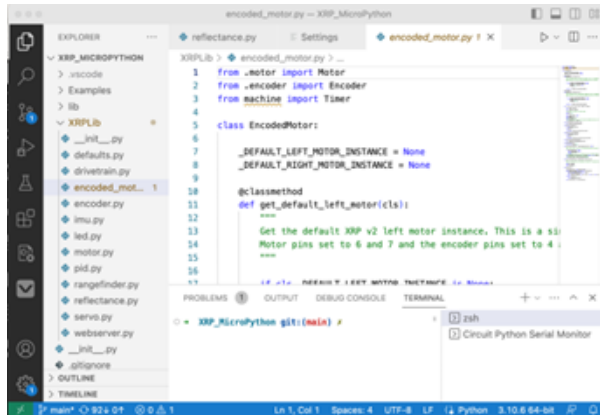 encoded_motor.py — XRP_MicroPython
EXPLORER
XRP_MICROPYTHON
.vscode
Examples
lib
XRPLib
__init__.py
defaults.py
drivetrain.py
encoded_mot... 1
encoder.py
imu.py
led.py
motor.py
pid.py
rangefinder.py
reflectance.py
servo.py
webserver.py
__init__.py
.gitignore
OUTLINE
TIMELINE
reflectance.py Settings encoded_motor.py 1
XRPLib > encoded_motor.py > ...
1 from .motor import Motor
2 from .encoder import Encoder
3 from machine import Timer
4
5 class EncodedMotor:
6
7 _DEFAULT_LEFT_MOTOR_INSTANCE = None
8 _DEFAULT_RIGHT_MOTOR_INSTANCE = None
9
10 @classmethod
11 def get_default_left_motor(cls):
12 """
13 Get the default XRP v2 left motor instance. This is a si
14 Motor pins set to 6 and 7 and the encoder pins set to 4
15 """
16
17 if cls._DEFAULT_LEFT_MOTOR_INSTANCE is None:
PROBLEMS 1 OUTPUT DEBUG CONSOLE TERMINAL
XRP_MicroPython git:(main) ✗
zsh
Circuit Python Serial Monitor
main* 92↓ 0↑ 0 1 Ln 1, Col 1 Spaces: 4 UTF-8 LF Python 3.10.6 64-bit